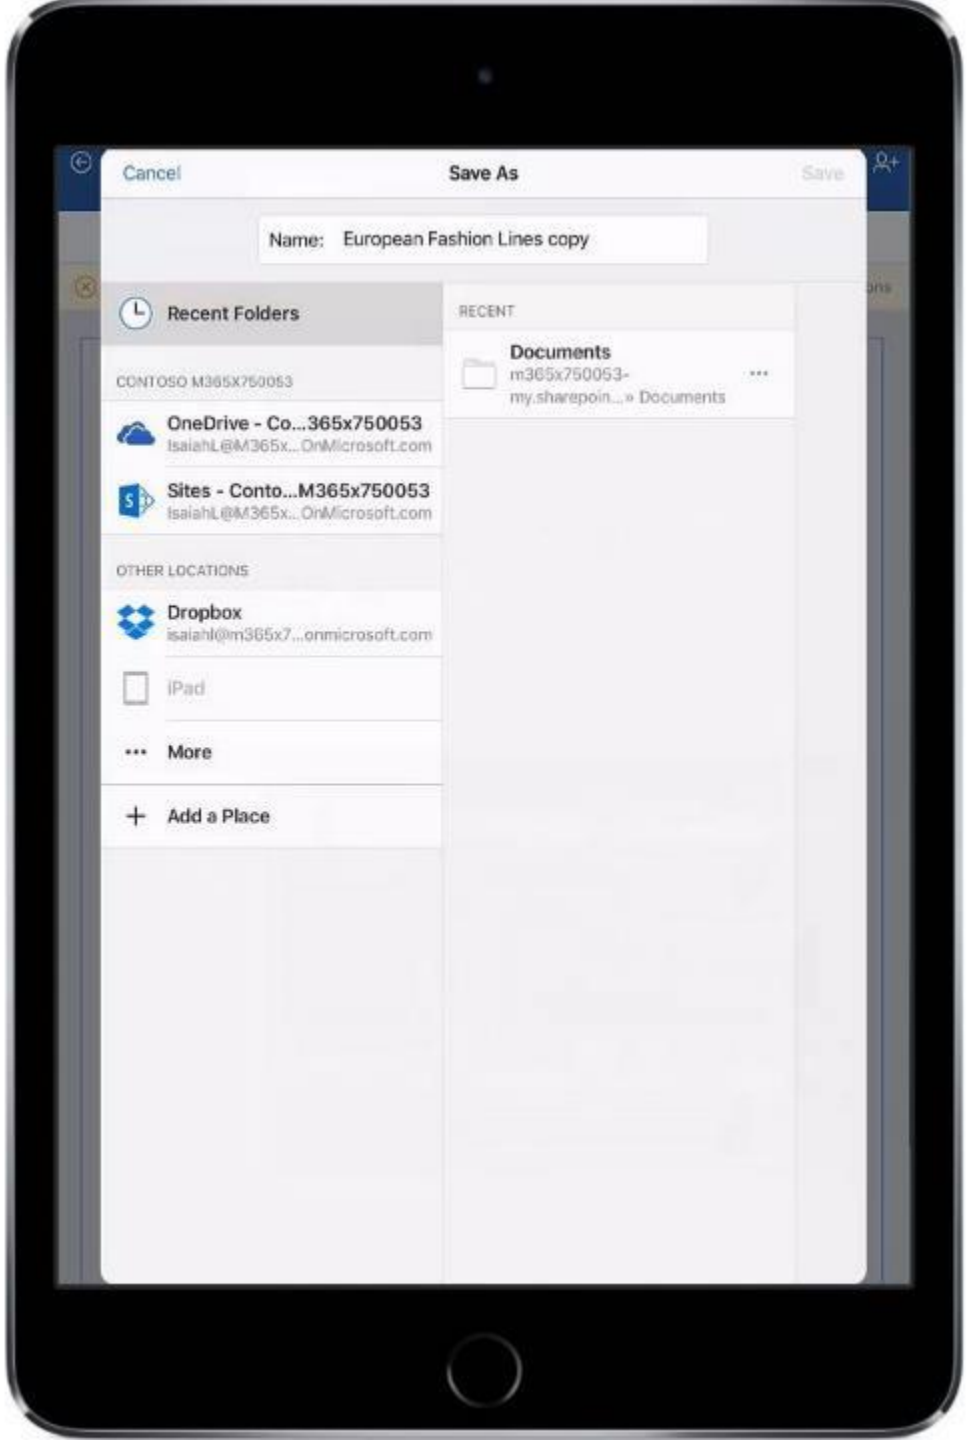 Cancel
Save As
Save
Name: European Fashion Lines copy
ons
Recent Folders
RECENT
Documents
m365x750053-
my.sharepoin...» Documents
CONTOSO M365X750053
OneDrive - Co...365x750053
IsaiahL@M365x...OnMicrosoft.com
Sites - Conto...M365x750053
IsaiahL@M365x...OnMicrosoft.com
OTHER LOCATIONS
Dropbox
isaiahl@m365x7...onmicrosoft.com
iPad
More
Add a Place